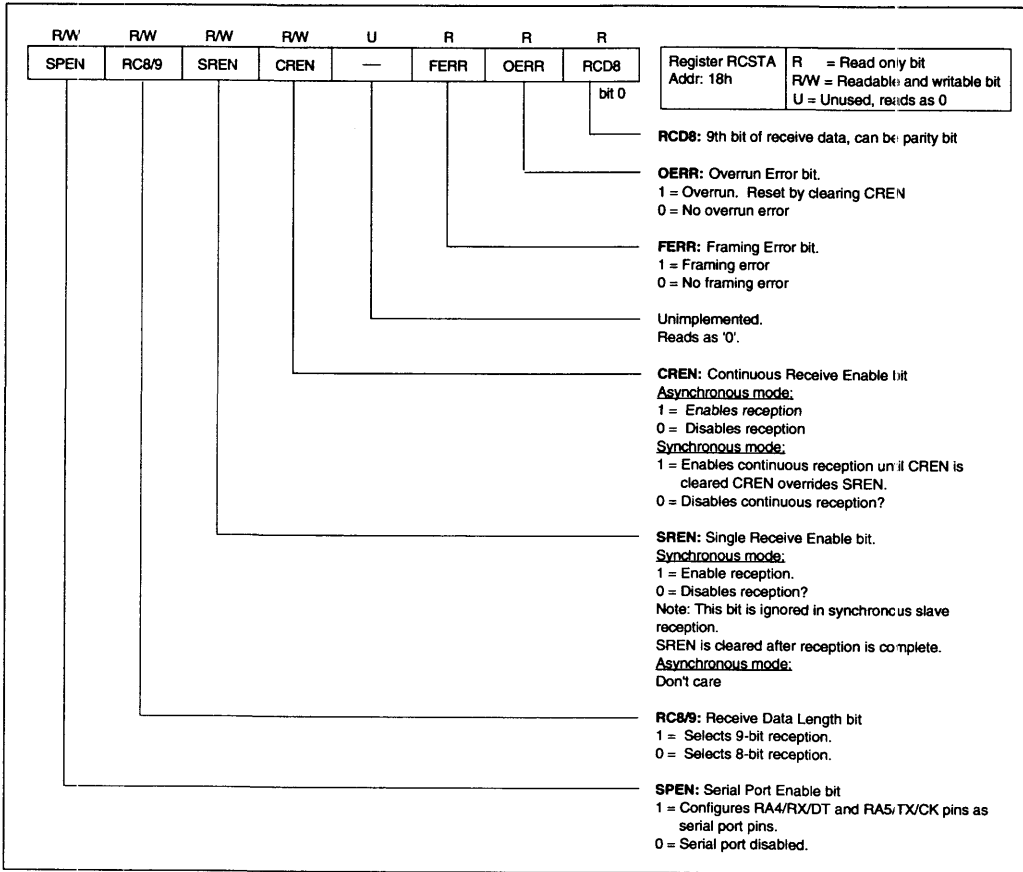 R/W R/W R/W R/W U R R R
SPEN RC8/9 SREN CREN — FERR OERR RCD8
bit 0
Register RCSTA
Addr: 18h
R = Read only bit
R/W = Readable and writable bit
U = Unused, reads as 0
RCD8: 9th bit of receive data, can be parity bit
OERR: Overrun Error bit.
1 = Overrun. Reset by clearing CREN
0 = No overrun error
FERR: Framing Error bit.
1 = Framing error
0 = No framing error
Unimplemented.
Reads as '0'.
CREN: Continuous Receive Enable bit
Asynchronous mode:
1 = Enables reception
0 = Disables reception
Synchronous mode:
1 = Enables continuous reception until CREN is
cleared CREN overrides SREN.
0 = Disables continuous reception?
SREN: Single Receive Enable bit.
Synchronous mode:
1 = Enable reception.
0 = Disables reception?
Note: This bit is ignored in synchronous slave
reception.
SREN is cleared after reception is complete.
Asynchronous mode:
Don't care
RC8/9: Receive Data Length bit
1 = Selects 9-bit reception.
0 = Selects 8-bit reception.
SPEN: Serial Port Enable bit
1 = Configures RA4/RX/DT and RA5/TX/CK pins as
serial port pins.
0 = Serial port disabled.